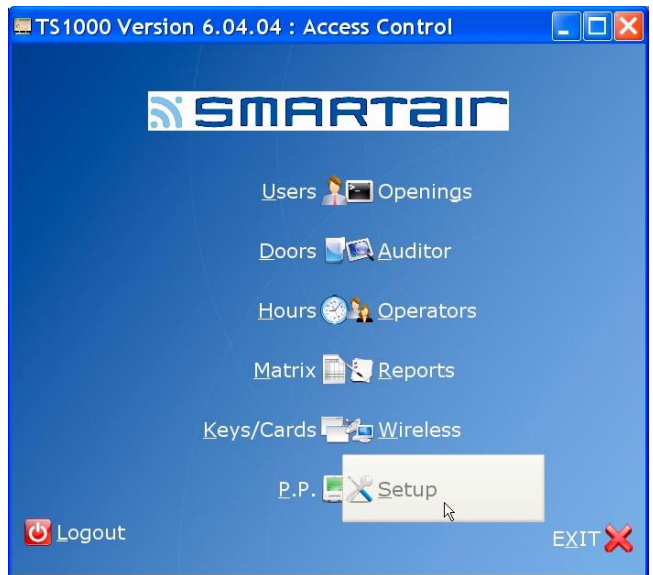 TS1000 Version 6.04.04 : Access Control
SMARTair
Users Openings
Doors Auditor
Hours Operators
Matrix Reports
Keys/Cards Wireless
P.P. Setup
Logout
EXIT